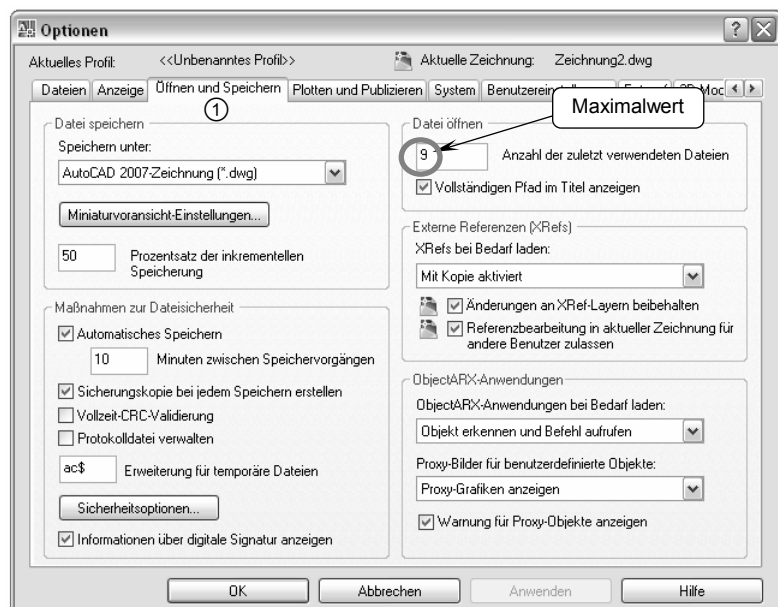 Optionen
Aktuelles Profil: <<Unbenanntes Profil>> Aktuelle Zeichnung: Zeichnung2.dwg
Dateien Anzeige Öffnen und Speichern Plotten und Publizieren System
①
Maximalwert
Datei speichern
Speichern unter:
AutoCAD 2007-Zeichnung (*.dwg)
Miniaturvoransicht-Einstellungen...
50 Prozentsatz der inkrementellen
Speicherung
Maßnahmen zur Dateisicherheit
Automatisches Speichern
10 Minuten zwischen Speichervorgängen
Sicherungskopie bei jedem Speichern erstellen
Vollzeit-CRC-Validierung
Protokolldatei verwalten
ac$ Erweiterung für temporäre Dateien
Sicherheitsoptionen...
Informationen über digitale Signatur anzeigen
Datei öffnen
9 Anzahl der zuletzt verwendeten Dateien
Vollständigen Pfad im Titel anzeigen
Externe Referenzen (XRefs)
XRefs bei Bedarf laden:
Mit Kopie aktiviert
Änderungen an XRef-Layern beibehalten
Referenzbearbeitung in aktueller Zeichnung für
andere Benutzer zulassen
ObjectARX-Anwendungen
ObjectARX-Anwendungen bei Bedarf laden:
Objekt erkennen und Befehl aufrufen
Proxy-Bilder für benutzerdefinierte Objekte:
Proxy-Grafiken anzeigen
Warnung für Proxy-Objekte anzeigen
OK Abbrechen Anwenden Hilfe